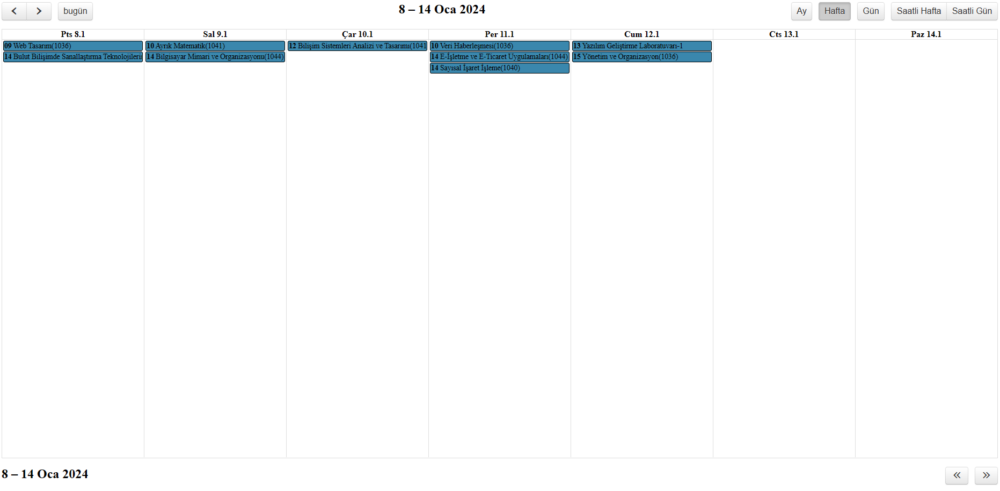 bugün
8 – 14 Oca 2024
Ay Hafta Gün Saatli Hafta Saatli Gün
Pts 8.1 Sal 9.1 Çar 10.1 Per 11.1 Cum 12.1 Cts 13.1 Paz 14.1
09 Web Tasarım(1036)
14 Bulut Bilişimde Sanallaştırma
10 Ayrık Matematik(1041)
14 Bilgisayar Mimari ve Organizasyonu(1044)
12 Bilişim Sistemleri Analizi ve Tasarımı(1041
10 Veri Haberleşmesi(1036)
14 E-İşletme ve E-Ticaret Uygulamaları(1044)
14 Sayısal İşaret İşleme(1040)
13 Yazılım Geliştirme Laboratuvarı-1
15 Yönetim ve Organizasyon(1036)
8 – 14 Oca 2024